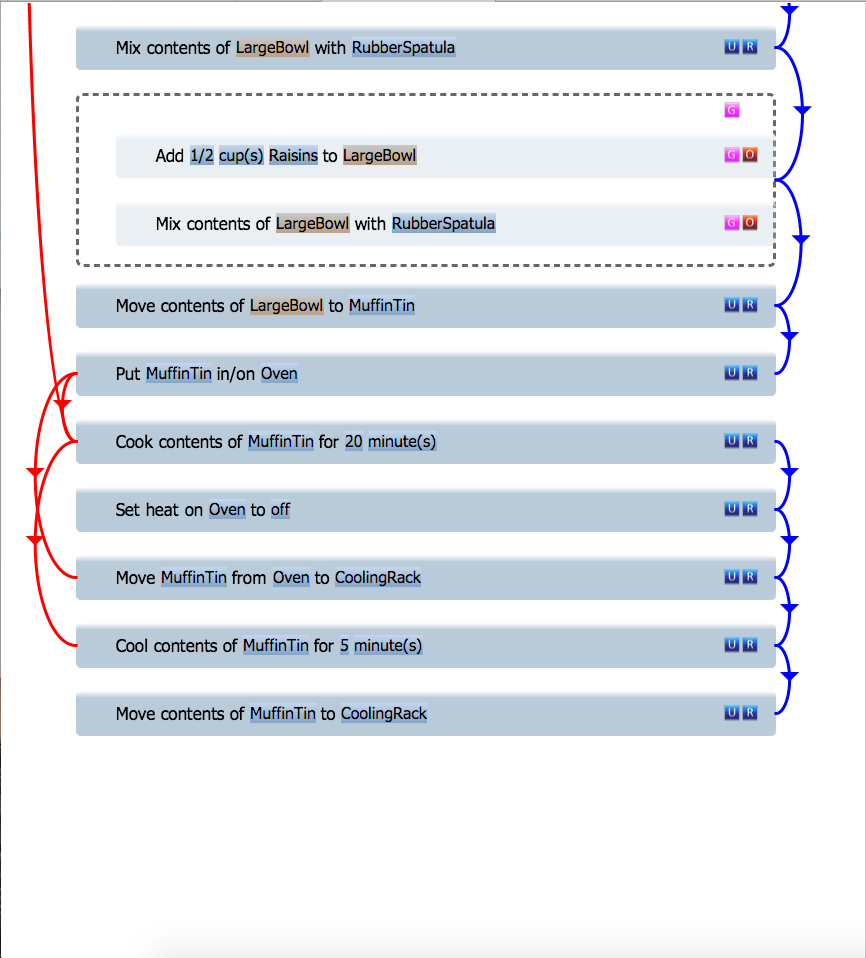 Mix contents of LargeBowl with RubberSpatula U R
G
Add 1/2 cup(s) Raisins to LargeBowl G O
Mix contents of LargeBowl with RubberSpatula G O
Move contents of LargeBowl to MuffinTin U R
Put MuffinTin in/on Oven U R
Cook contents of MuffinTin for 20 minute(s) U R
Set heat on Oven to off U R
Move MuffinTin from Oven to CoolingRack U R
Cool contents of MuffinTin for 5 minute(s) U R
Move contents of MuffinTin to CoolingRack U R